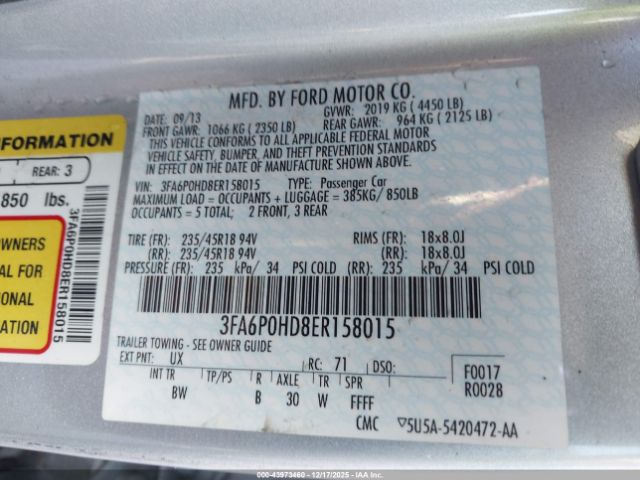 MFD. BY FORD MOTOR CO.
DATE: 09/13 GVWR: 2019 KG ( 4450 LB)
FRONT GAWR: 1066 KG ( 2350 LB) REAR GAWR: 964 KG ( 2125 LB)
THIS VEHICLE CONFORMS TO ALL APPLICABLE FEDERAL MOTOR
VEHICLE SAFETY, BUMPER, AND THEFT PREVENTION STANDARDS
IN EFFECT ON THE DATE OF MANUFACTURE SHOWN ABOVE.
VIN: 3FA6P0HD8ER158015 TYPE: Passenger Car
MAXIMUM LOAD = OCCUPANTS + LUGGAGE = 385KG/ 850LB
OCCUPANTS = 5 TOTAL; 2 FRONT, 3 REAR
TIRE (FR): 235/45R18 94V RIMS (FR): 18x8.0J
(RR): 235/45R18 94V (RR): 18x8.0J
PRESSURE (FR): 235 kPa/ 34 PSI COLD (RR): 235 kPa/ 34 PSI COLD
3FA6P0HD8ER158015
TRAILER TOWING - SEE OWNER GUIDE
EXT PNT: UX RC: 71 DSO: F0017
INT TR TP/PS R AXLE TR SPR R0028
BW B 30 W FFFF
CMC 5U5A-5420472-AA
NFORMATION
REAR: 3
850 lbs.
OWNERS
AL FOR
ONAL
ON
3FA6P0HD8ER158015
IAA - 43973460 - 12/17/2025 - COPART